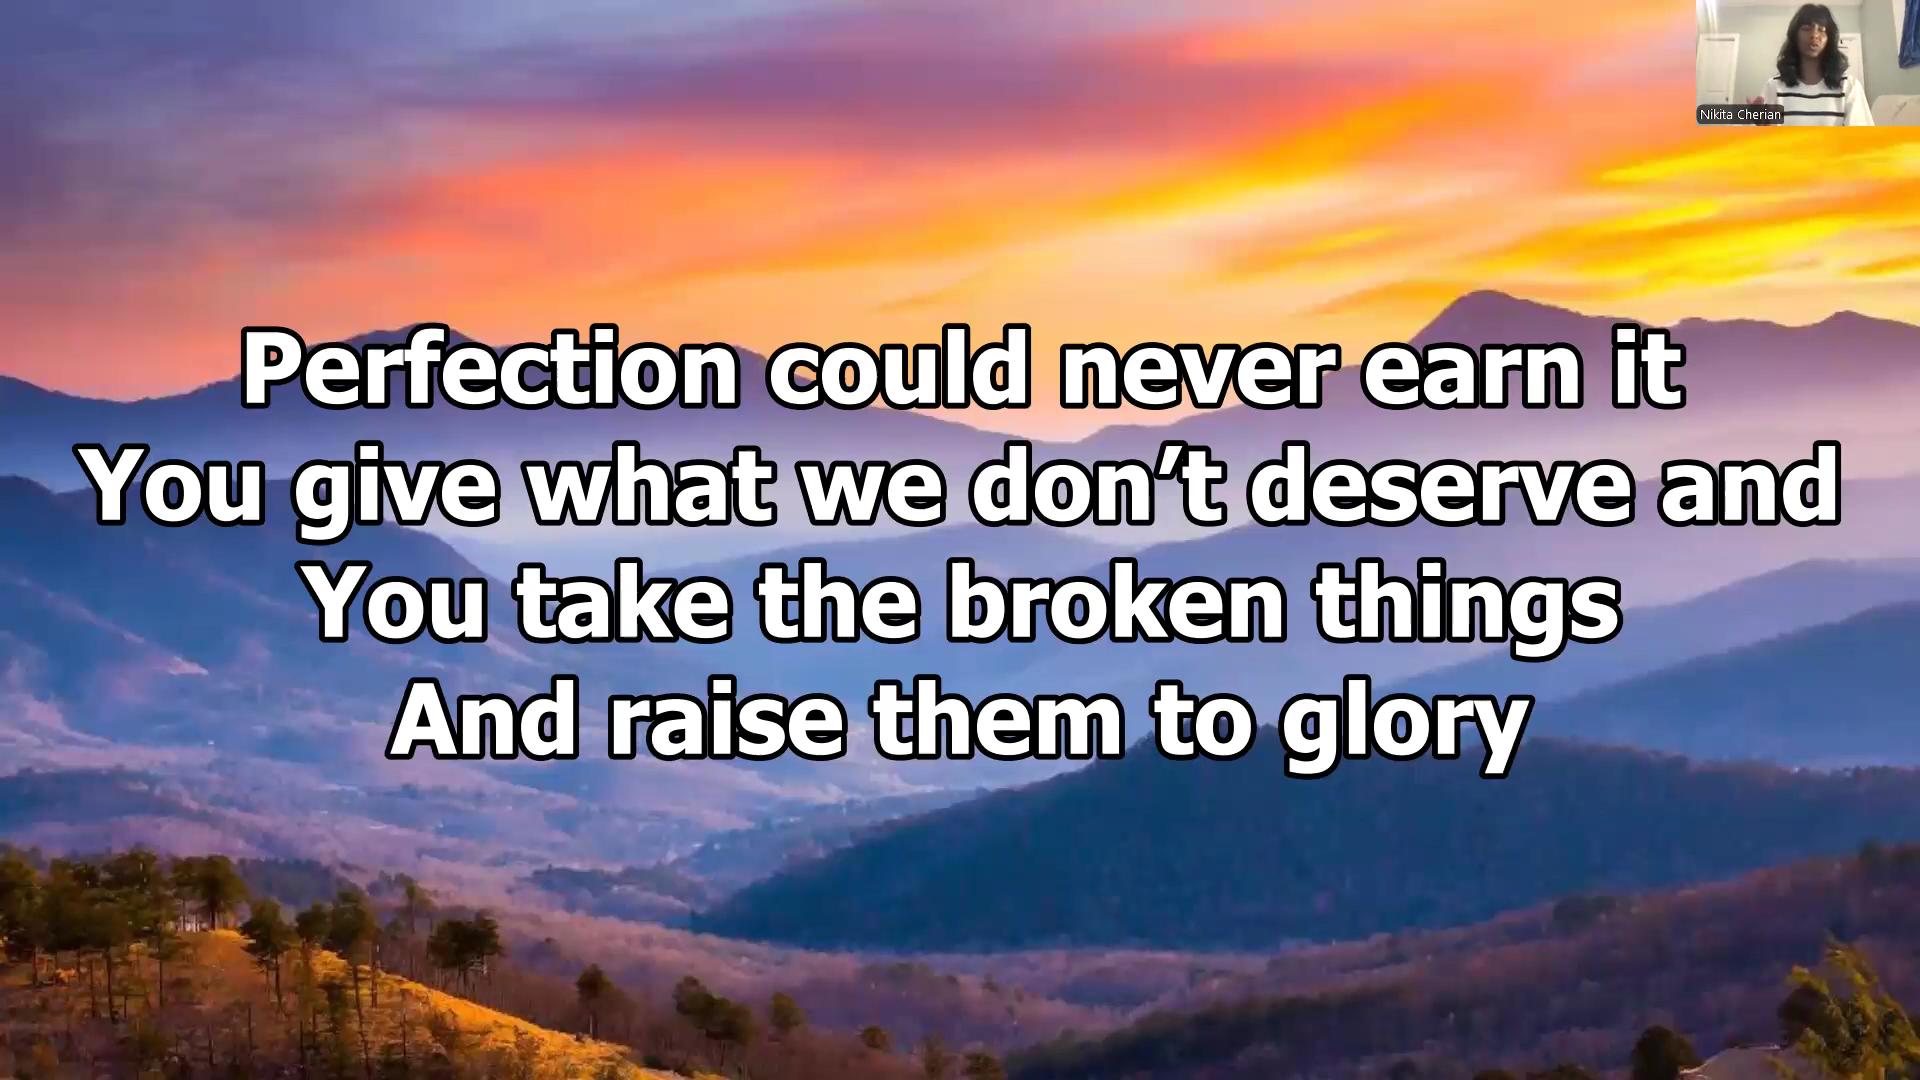 Nikita Cherian
Perfection could never earn it
You give what we don’t deserve and
You take the broken things
And raise them to glory